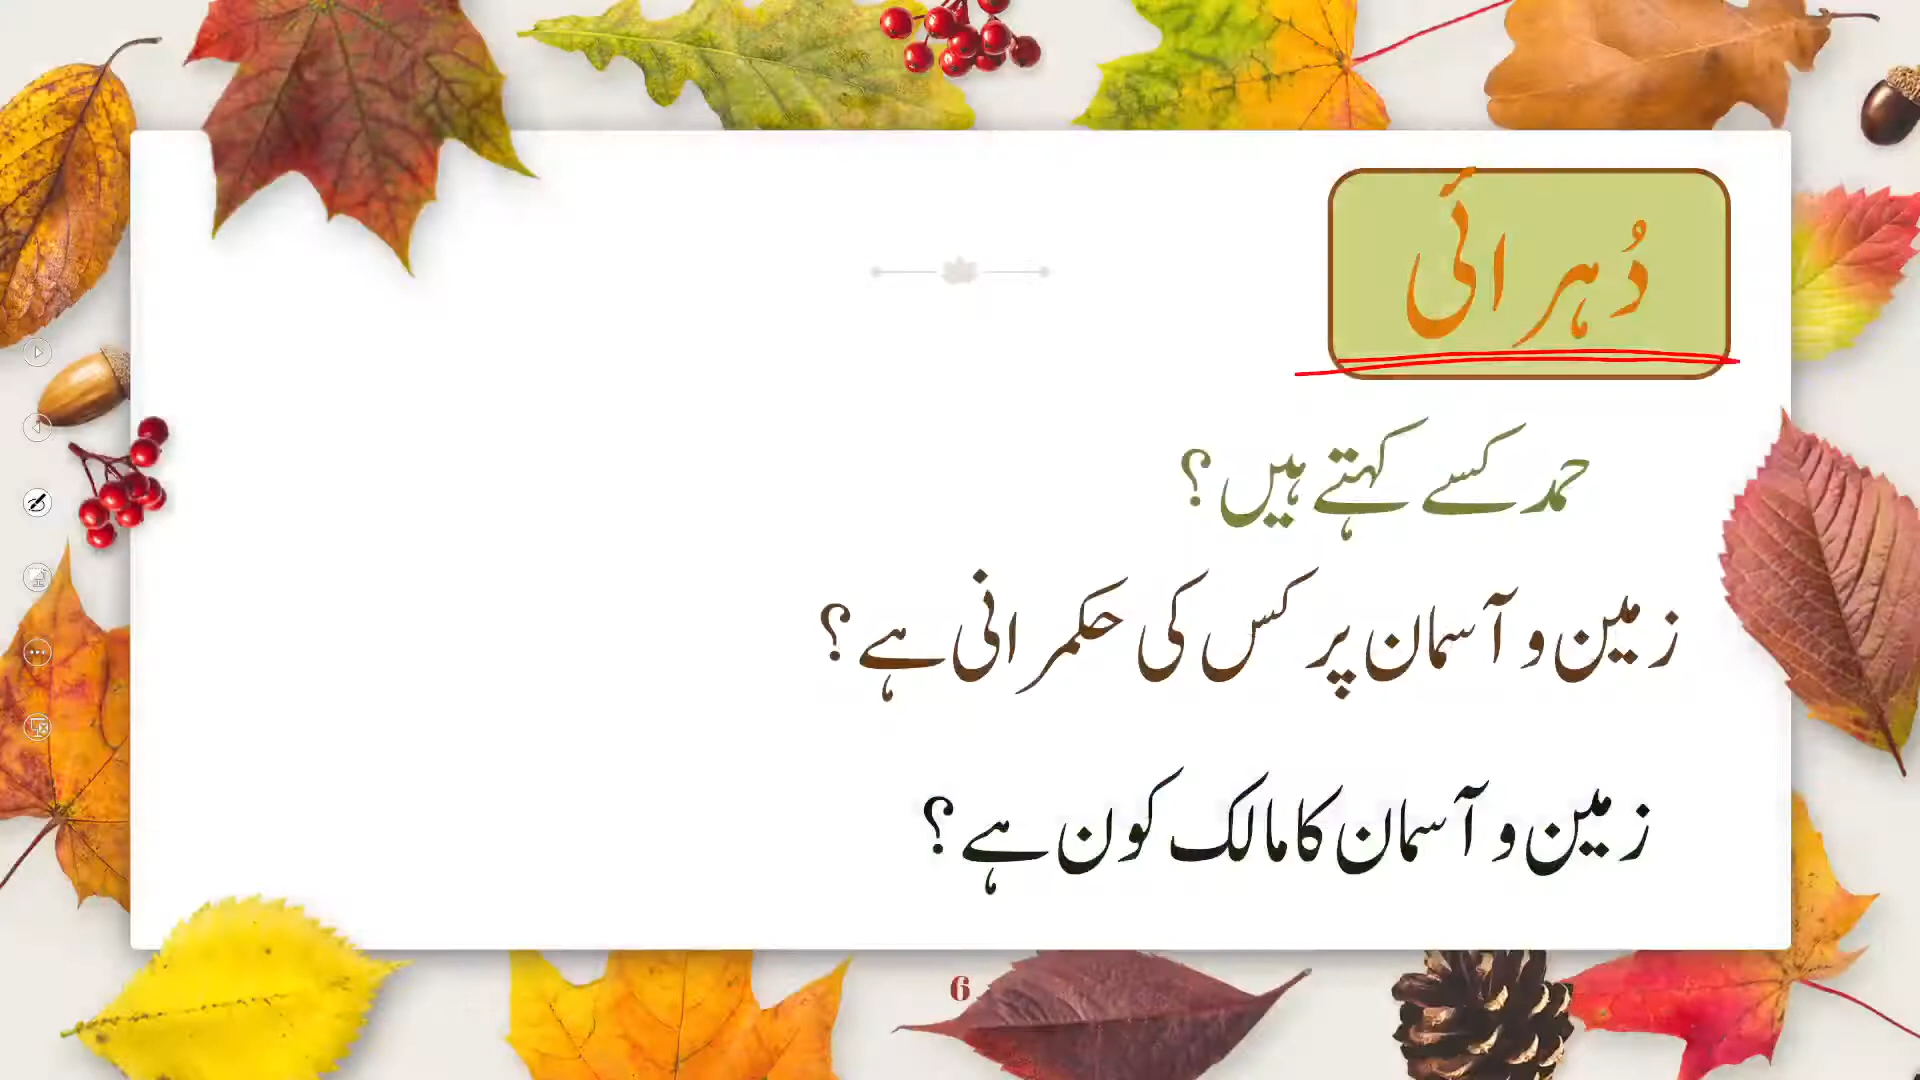 دُہرائی
حمد کسے کہتے ہیں؟
زمین و آسمان پر کس کی حکمرانی ہے؟
زمین و آسمان کا مالک کون ہے؟
6